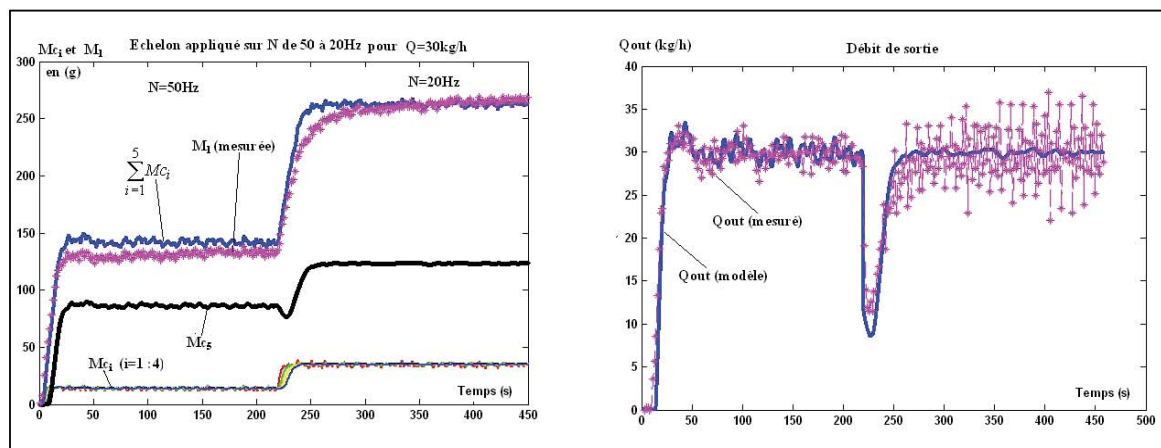 Mc_i et M_1
en (g)
Echelon appliqué sur N de 50 à 20Hz pour Q=30kg/h
300
250
200
150
100
50
0
N=50Hz
N=20Hz
M_1 (mesurée)
5
∑ Mc_i
i=1
Mc_5
Mc_i (i=1 :4)
Temps (s)
0 50 100 150 200 250 300 350 400 450
Qout (kg/h)
Débit de sortie
40
35
30
25
20
15
10
5
0
Qout (mesuré)
Qout (modèle)
Temps (s)
0 50 100 150 200 250 300 350 400 450 500